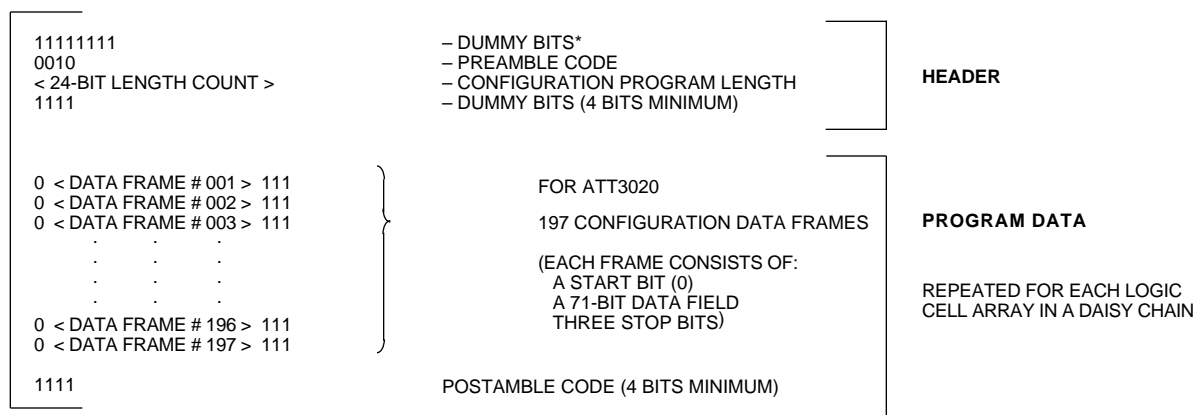 11111111 – DUMMY BITS*
0010 – PREAMBLE CODE
< 24-BIT LENGTH COUNT > – CONFIGURATION PROGRAM LENGTH
1111 – DUMMY BITS (4 BITS MINIMUM)
HEADER
0 < DATA FRAME # 001 > 111
0 < DATA FRAME # 002 > 111
0 < DATA FRAME # 003 > 111
. . .
. . .
. . .
. . .
0 < DATA FRAME # 196 > 111
0 < DATA FRAME # 197 > 111
FOR ATT3020
197 CONFIGURATION DATA FRAMES
(EACH FRAME CONSISTS OF:
A START BIT (0)
A 71-BIT DATA FIELD
THREE STOP BITS)
PROGRAM DATA
REPEATED FOR EACH LOGIC
CELL ARRAY IN A DAISY CHAIN
1111 POSTAMBLE CODE (4 BITS MINIMUM)